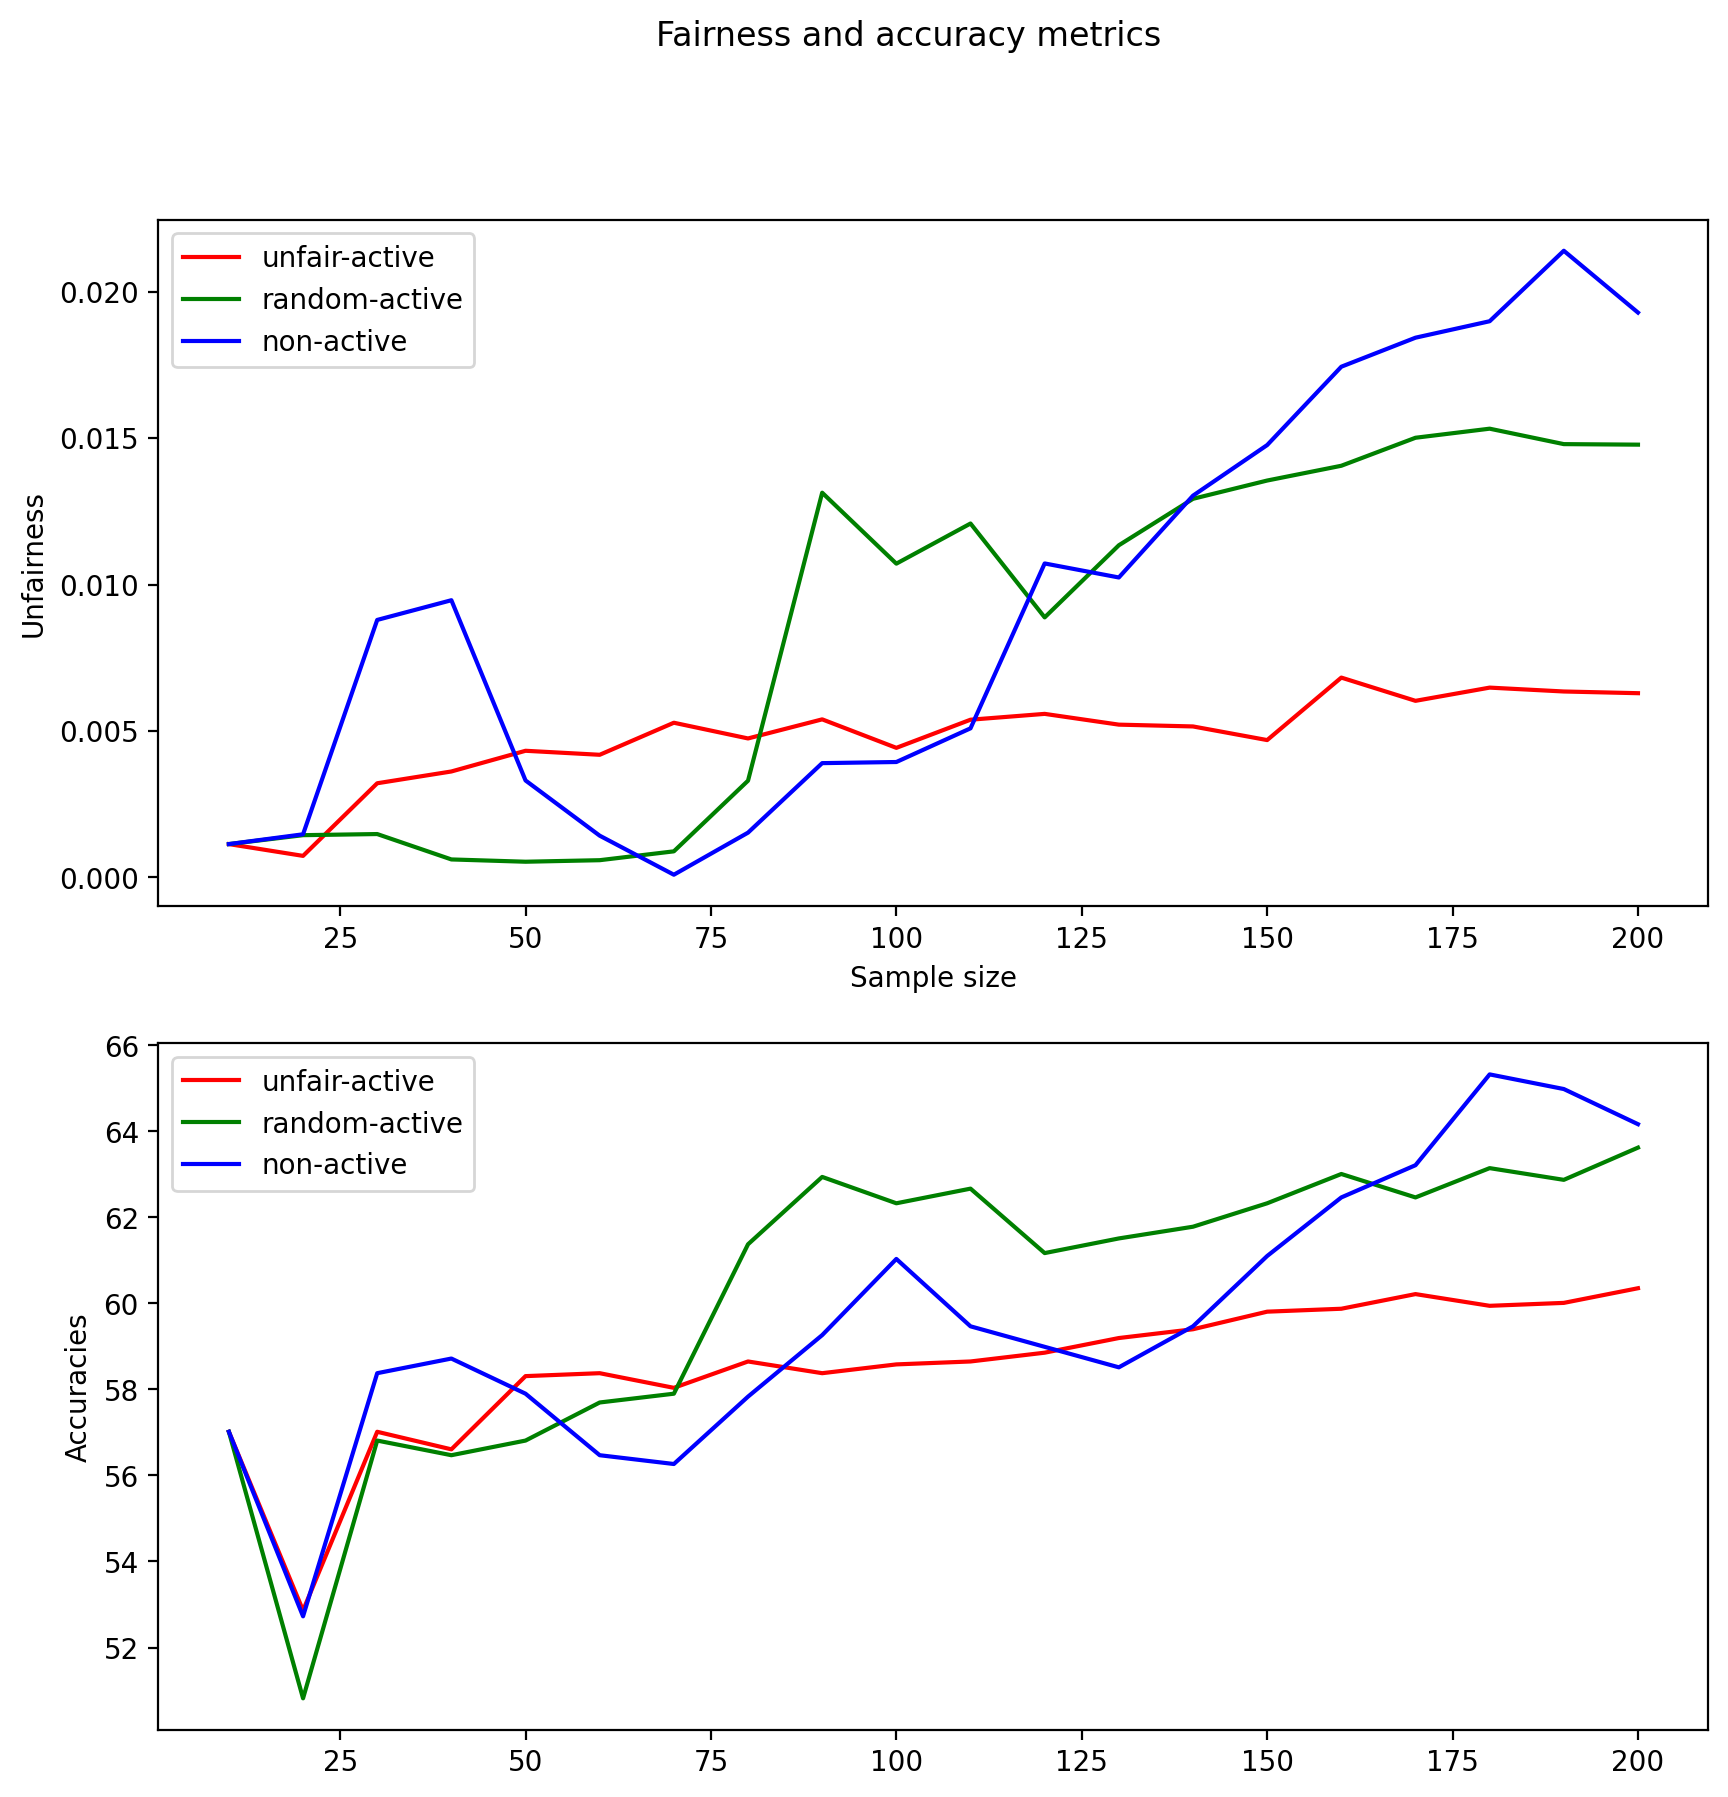 Fairness and accuracy metrics
unfair-active
random-active
non-active
0.020
0.015
0.010
0.005
0.000
Unfairness
25 50 75 100 125 150 175 200
Sample size
unfair-active
random-active
non-active
66
64
62
60
58
56
54
52
Accuracies
25 50 75 100 125 150 175 200